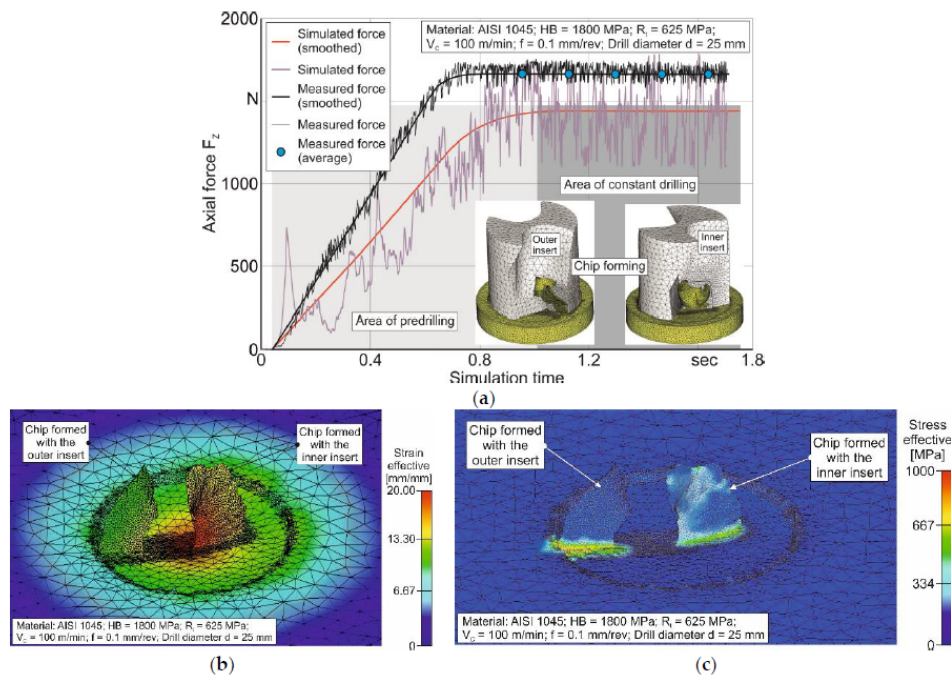 2000
N
1000
500
0
Axial force F_z
Simulated force
(smoothed)
Simulated force
Measured force
(smoothed)
Measured force
Measured force
(average)
Material: AISI 1045; HB = 1800 MPa; R_t = 625 MPa;
V_c = 100 m/min; f = 0.1 mm/rev; Drill diameter d = 25 mm
Area of constant drilling
Outer
insert
Inner
insert
Chip forming
Area of predrilling
0
0.4
0.8
1.2
sec
1.8
Simulation time
(a)
Chip formed
with the
outer insert
Chip formed
with the
inner insert
Strain
effective
[mm/mm]
20.00
13.30
6.67
0
Material: AISI 1045; HB = 1800 MPa; R_t = 625 MPa;
V_c = 100 m/min; f = 0.1 mm/rev; Drill diameter d = 25 mm
(b)
Chip formed
with the
outer insert
Chip formed
with the
inner insert
Stress
effective
[MPa]
1000
667
334
0
Material: AISI 1045; HB = 1800 MPa; R_t = 625 MPa;
V_c = 100 m/min; f = 0.1 mm/rev; Drill diameter d = 25 mm
(c)